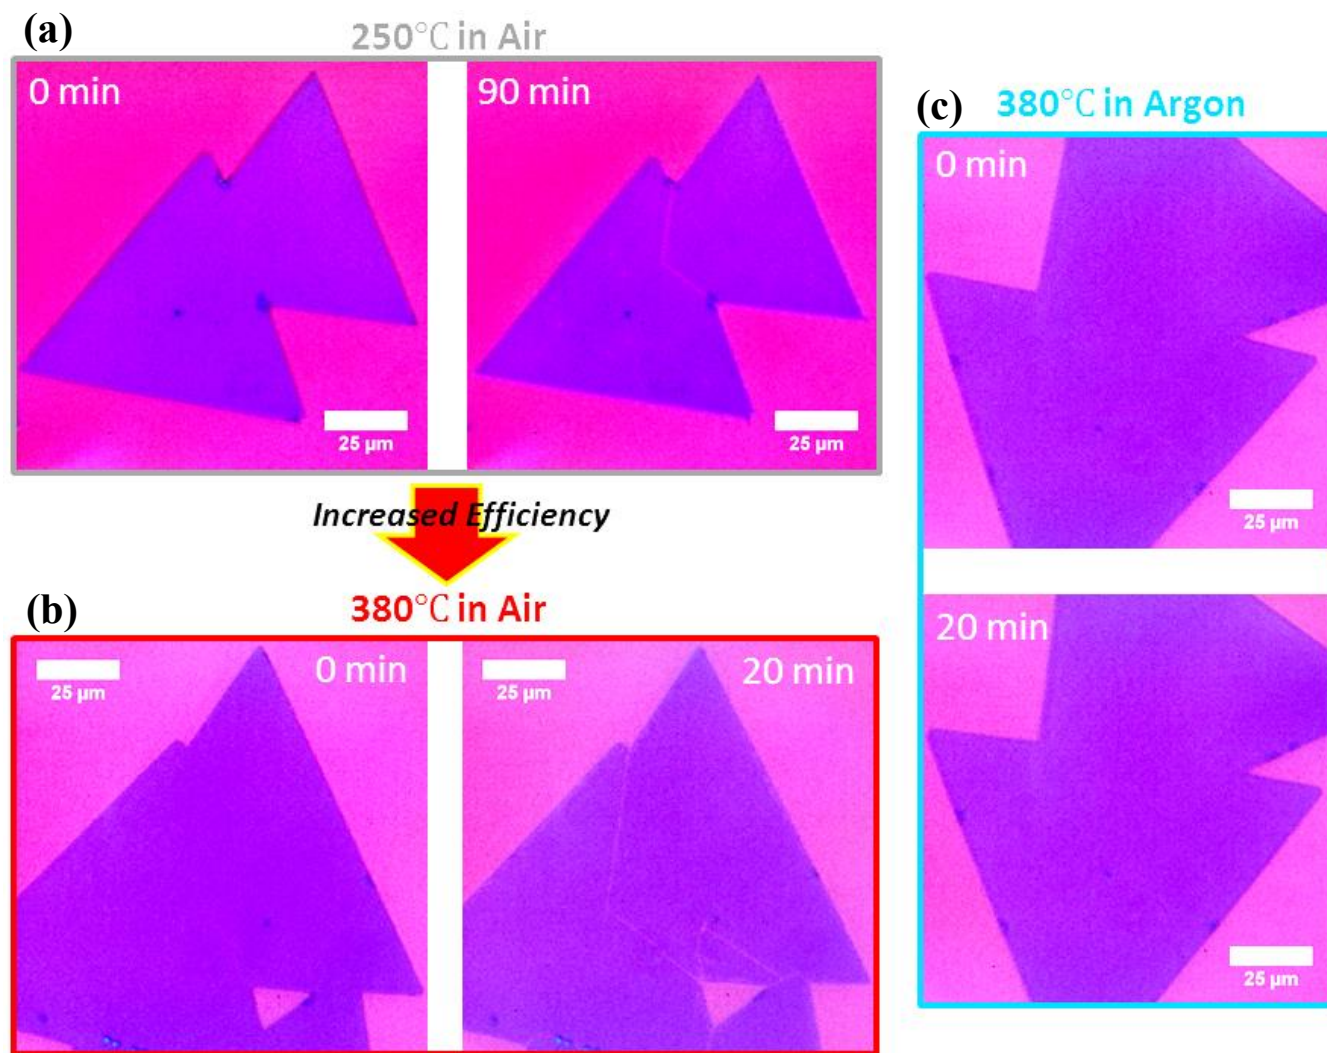 (a)
250℃ in Air
0 min
90 min
25 µm
25 µm
Increased Efficiency
(b)
380℃ in Air
25 µm
0 min
25 µm
20 min
(c)
380℃ in Argon
0 min
25 µm
20 min
25 µm